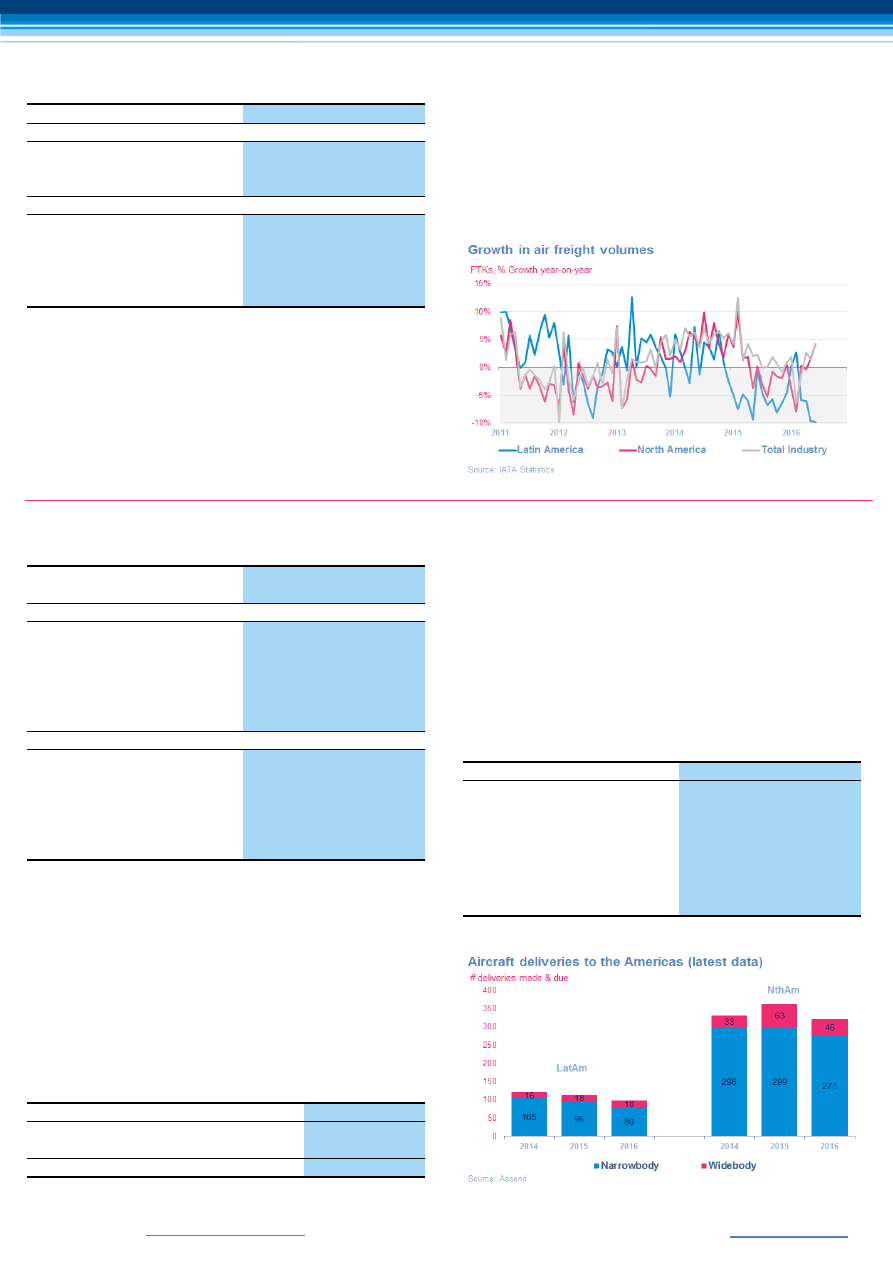 Growth in air freight volumes
FTKs, % Growth year-on-year
15%
10%
5%
0%
-5%
-10%
2011 2012 2013 2014 2015 2016
Latin America North America Total Industry
Source: IATA Statistics
Aircraft deliveries to the Americas (latest data)
# deliveries made & due
400
350
300
250
200
150
100
50
0
LatAm
NthAm
16 18 18 33 63 46
105 96 80 298 299 275
2014 2015 2016 2014 2015 2016
Narrowbody Widebody
Source: Ascend